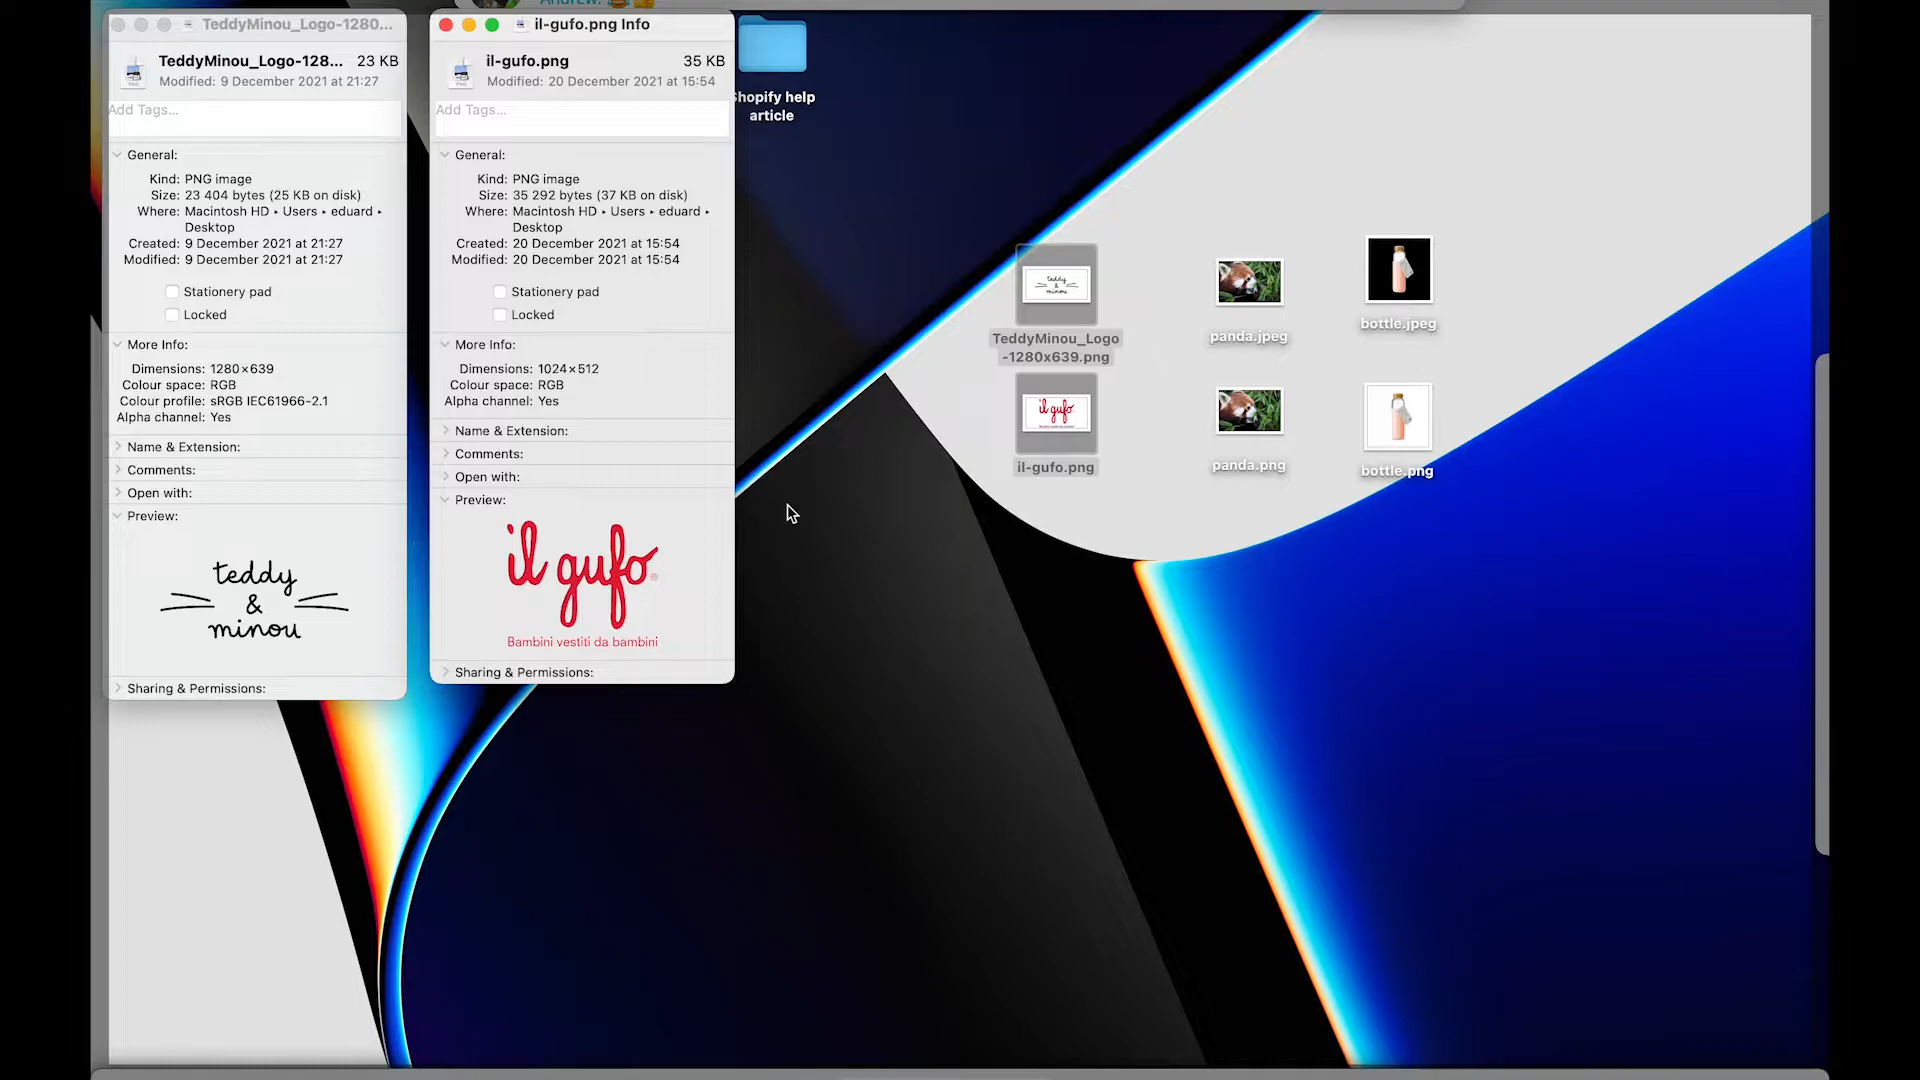 TeddyMinou_Logo-1280...
TeddyMinou_Logo-128... 23 KB
Modified: 9 December 2021 at 21:27
Add Tags...
General:
Kind: PNG image
Size: 23 404 bytes (25 KB on disk)
Where: Macintosh HD ▸ Users ▸ eduard ▸
Desktop
Created: 9 December 2021 at 21:27
Modified: 9 December 2021 at 21:27
Stationery pad
Locked
More Info:
Dimensions: 1280×639
Colour space: RGB
Colour profile: sRGB IEC61966-2.1
Alpha channel: Yes
Name & Extension:
Comments:
Open with:
Preview:
teddy
&
minou
Sharing & Permissions:
il-gufo.png Info
il-gufo.png 35 KB
Modified: 20 December 2021 at 15:54
Add Tags...
General:
Kind: PNG image
Size: 35 292 bytes (37 KB on disk)
Where: Macintosh HD ▸ Users ▸ eduard ▸
Desktop
Created: 20 December 2021 at 15:54
Modified: 20 December 2021 at 15:54
Stationery pad
Locked
More Info:
Dimensions: 1024×512
Colour space: RGB
Alpha channel: Yes
Name & Extension:
Comments:
Open with:
Preview:
il gufo®
Bambini vestiti da bambini
Sharing & Permissions:
Shopify help
article
teddy
&
minou
TeddyMinou_Logo
-1280x639.png
il gufo
il-gufo.png
panda.jpeg
panda.png
bottle.jpeg
bottle.png